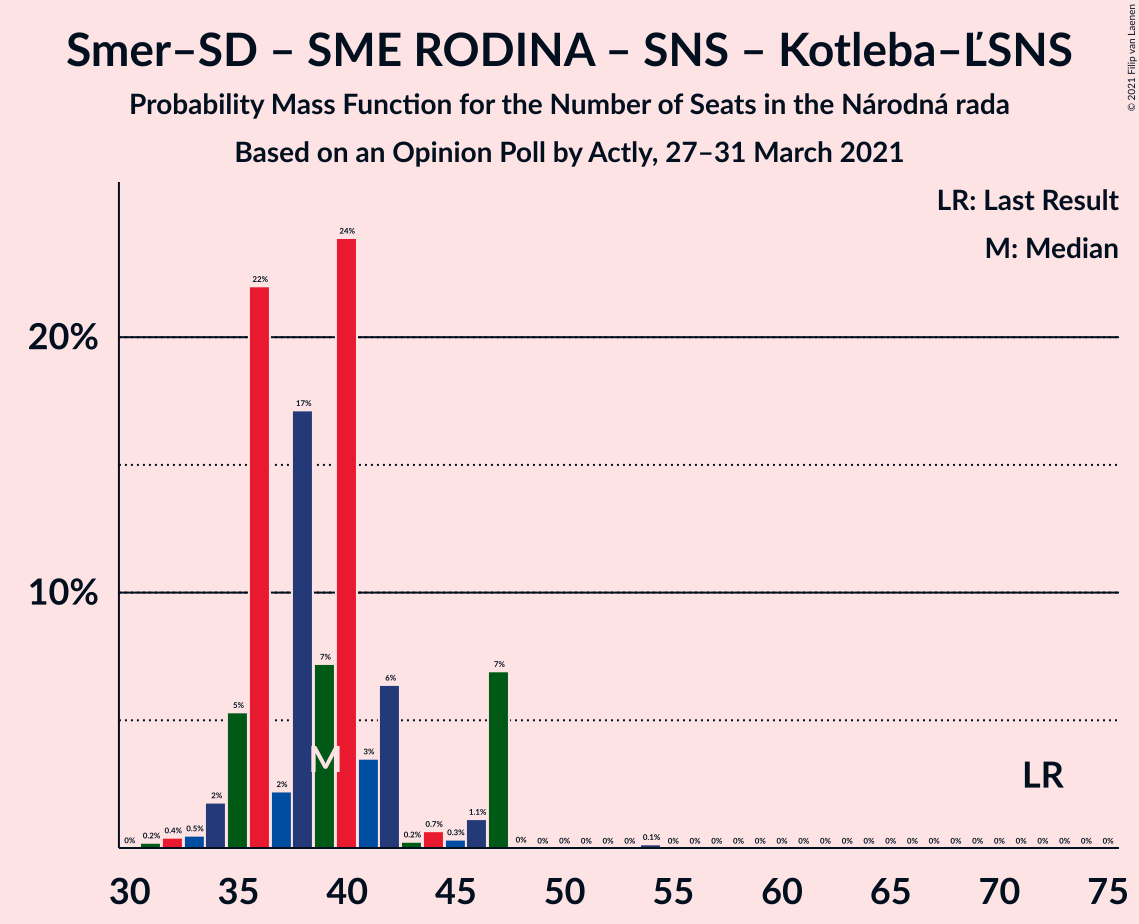 Smer–SD – SME RODINA – SNS – Kotleba–ĽSNS
Probability Mass Function for the Number of Seats in the Národná rada
Based on an Opinion Poll by Actly, 27–31 March 2021
© 2021 Filip van Laenen
LR: Last Result
M: Median
20%
10%
0% 0.2% 0.4% 0.5% 2% 5% 22% 2% 17% 7% 24% 3% 6% 0.2% 0.7% 0.3% 1.1% 7% 0% 0% 0% 0% 0% 0% 0.1% 0% 0% 0% 0% 0% 0% 0% 0% 0% 0% 0% 0% 0% 0% 0% 0% 0% 0% 0% 0% 0%
M
LR
30 35 40 45 50 55 60 65 70 75